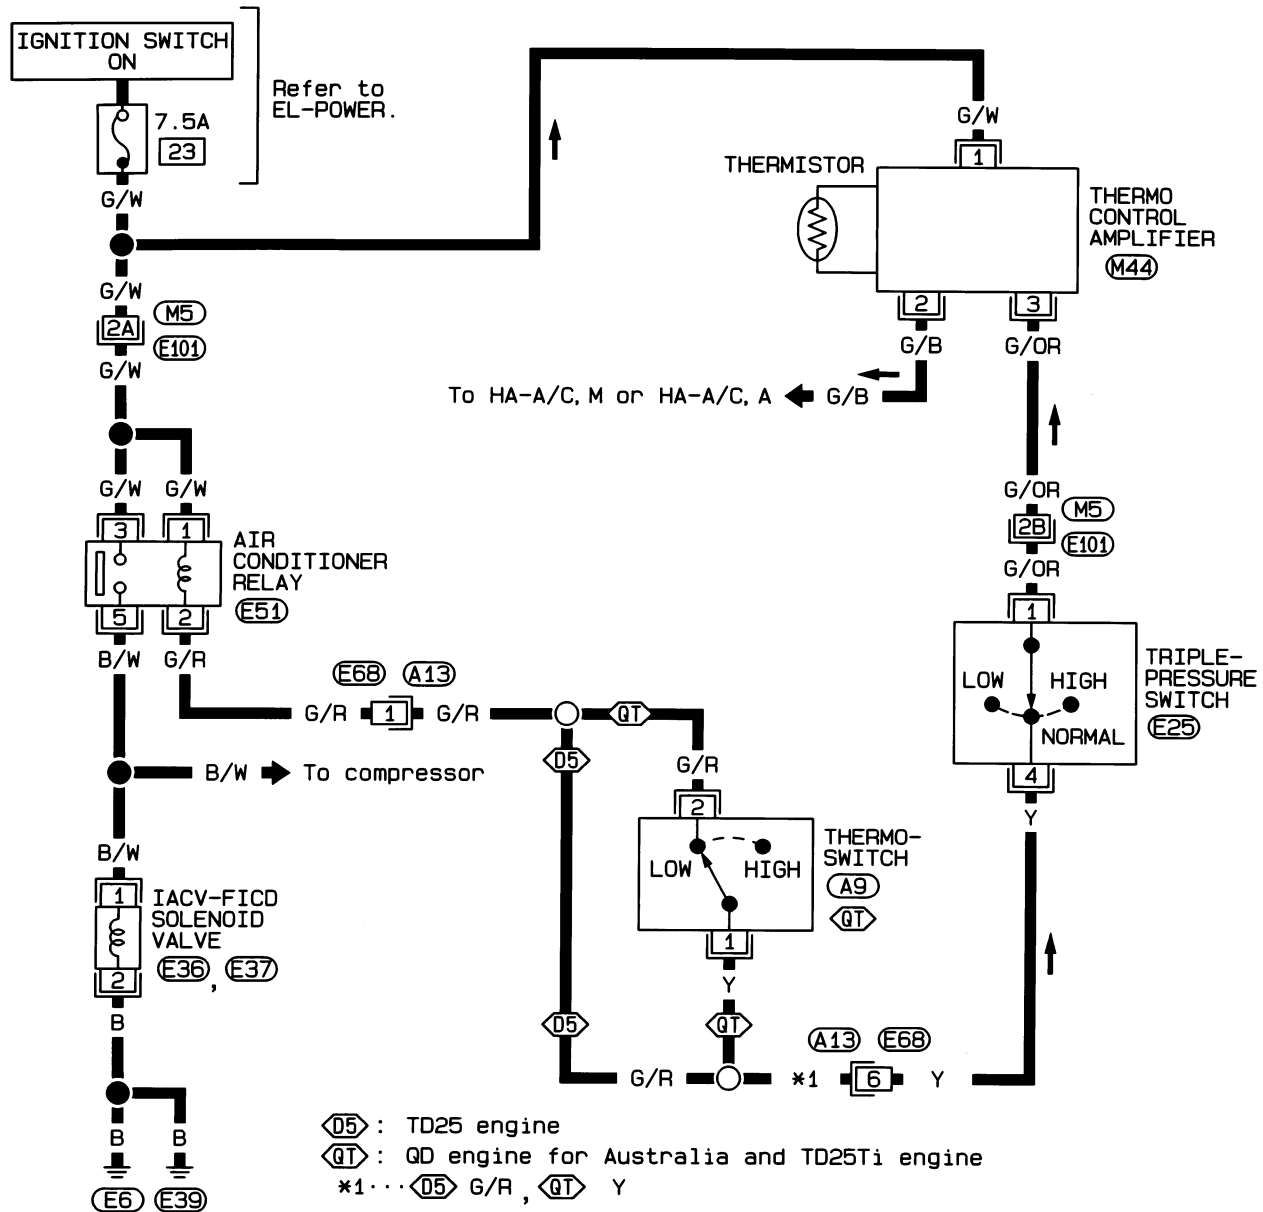 IGNITION SWITCH
ON
Refer to
EL-POWER.
7.5A
23
G/W
G/W
M5
2A
E101
G/W
G/W G/W
3 1
AIR
CONDITIONER
RELAY
E51
5 2
B/W G/R
E68 A13
G/R 1 G/R
QT
D5
B/W To compressor
B/W
1
IACV-FICD
SOLENOID
VALVE
E36, E37
2
B
B B
E6 E39
G/W
1
THERMISTOR
THERMO
CONTROL
AMPLIFIER
M44
2 3
G/B G/OR
To HA-A/C, M or HA-A/C, A G/B
G/OR
M5
2B
E101
G/OR
1
TRIPLE-
PRESSURE
SWITCH
E25
LOW HIGH
NORMAL
4
Y
G/R
2
THERMO-
SWITCH
A9
QT
LOW HIGH
1
Y
D5 QT
A13 E68
G/R *1 6 Y
D5 : TD25 engine
QT : QD engine for Australia and TD25Ti engine
*1··· D5 G/R , QT Y